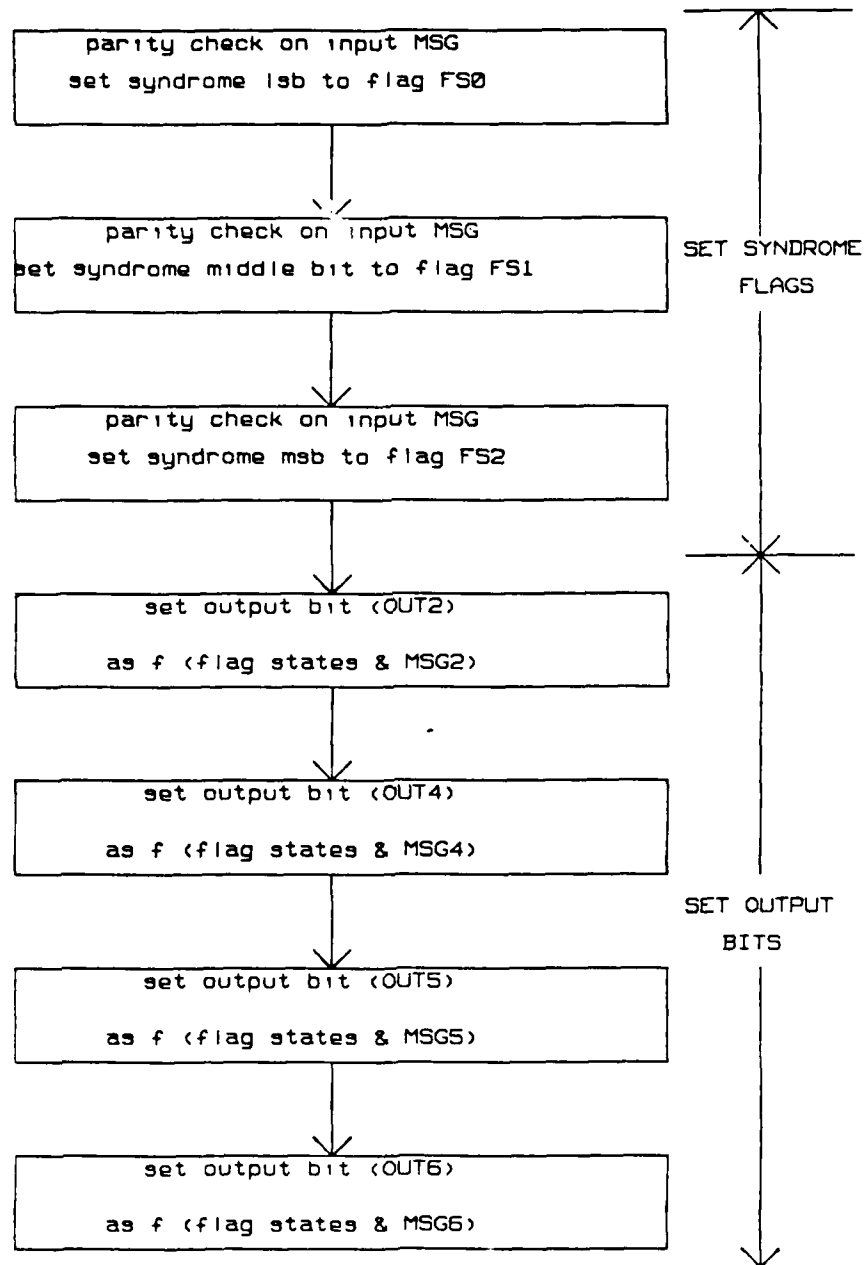 parity check on input MSG
set syndrome lsb to flag FS0
parity check on input MSG
set syndrome middle bit to flag FS1
SET SYNDROME
FLAGS
parity check on input MSG
set syndrome msb to flag FS2
set output bit (OUT2)
as f (flag states & MSG2)
set output bit (OUT4)
as f (flag states & MSG4)
SET OUTPUT
BITS
set output bit (OUT5)
as f (flag states & MSG5)
set output bit (OUT6)
as f (flag states & MSG6)